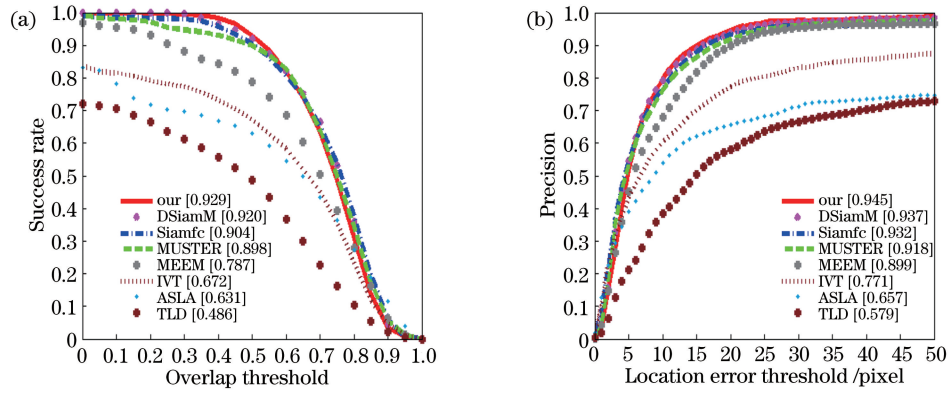 (a)
1.0
0.9
0.8
0.7
0.6
0.5
0.4
0.3
0.2
0.1
0
Success rate
our [0.929]
DSiamM [0.920]
Siamfc [0.904]
MUSTER [0.898]
MEEM [0.787]
IVT [0.672]
ASLA [0.631]
TLD [0.486]
0 0.1 0.2 0.3 0.4 0.5 0.6 0.7 0.8 0.9 1.0
Overlap threshold
(b)
1.0
0.9
0.8
0.7
0.6
0.5
0.4
0.3
0.2
0.1
0
Precision
our [0.945]
DSiamM [0.937]
Siamfc [0.932]
MUSTER [0.918]
MEEM [0.899]
IVT [0.771]
ASLA [0.657]
TLD [0.579]
0 5 10 15 20 25 30 35 40 45 50
Location error threshold /pixel